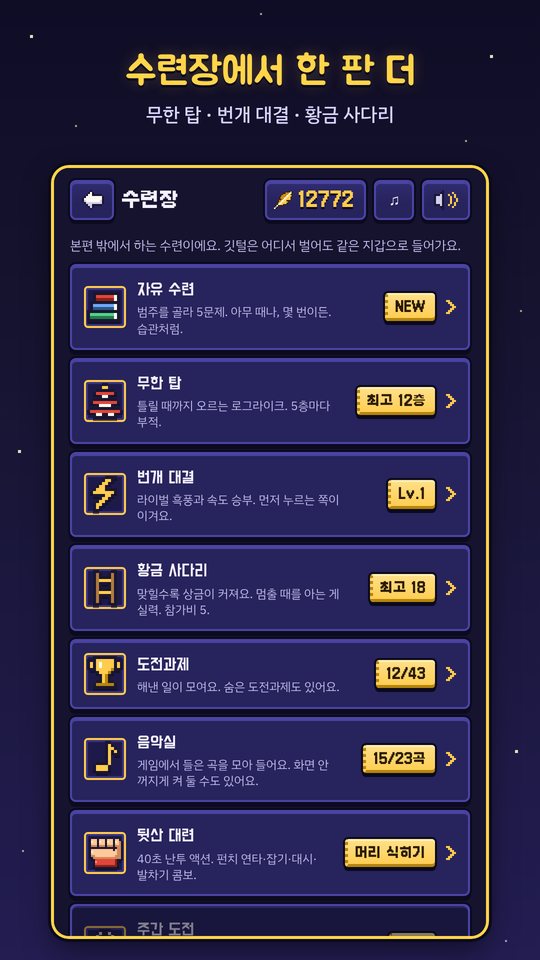 수련장에서 한 판 더
무한 탑 · 번개 대결 · 황금 사다리
수련장
12772
본편 밖에서 하는 수련이에요. 깃털은 어디서 벌어도 같은 지갑으로 들어가요.
자유 수련
범주를 골라 5문제. 아무 때나, 몇 번이든.
습관처럼.
NEW
무한 탑
틀릴 때까지 오르는 로그라이크. 5층마다
부적.
최고 12층
번개 대결
라이벌 흑풍과 속도 승부. 먼저 누르는 쪽이
이겨요.
Lv.1
황금 사다리
맞힐수록 상금이 커져요. 멈출 때를 아는 게
실력. 참가비 5.
최고 18
도전과제
해낸 일이 모여요. 숨은 도전과제도 있어요.
12/43
음악실
게임에서 들은 곡을 모아 들어요. 화면 안
꺼지게 켜 둘 수도 있어요.
15/23곡
뒷산 대련
40초 난투 액션. 펀치 연타·잡기·대시·
발차기 콤보.
머리 식히기
주간 도전